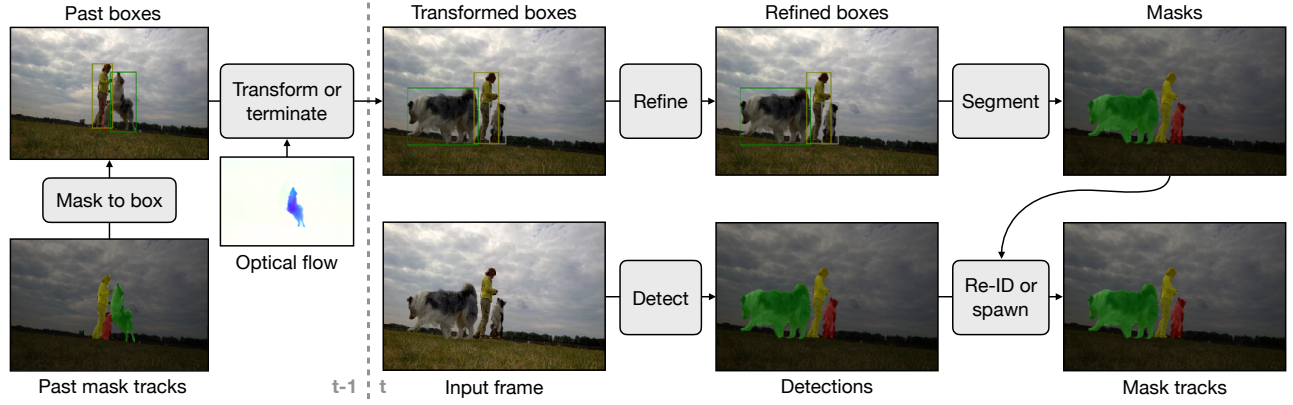 Past boxes
Transformed boxes
Refined boxes
Masks
Transform or
terminate
Refine
Segment
Mask to box
Optical flow
Detect
Re-ID or
spawn
Past mask tracks
t-1
t
Input frame
Detections
Mask tracks